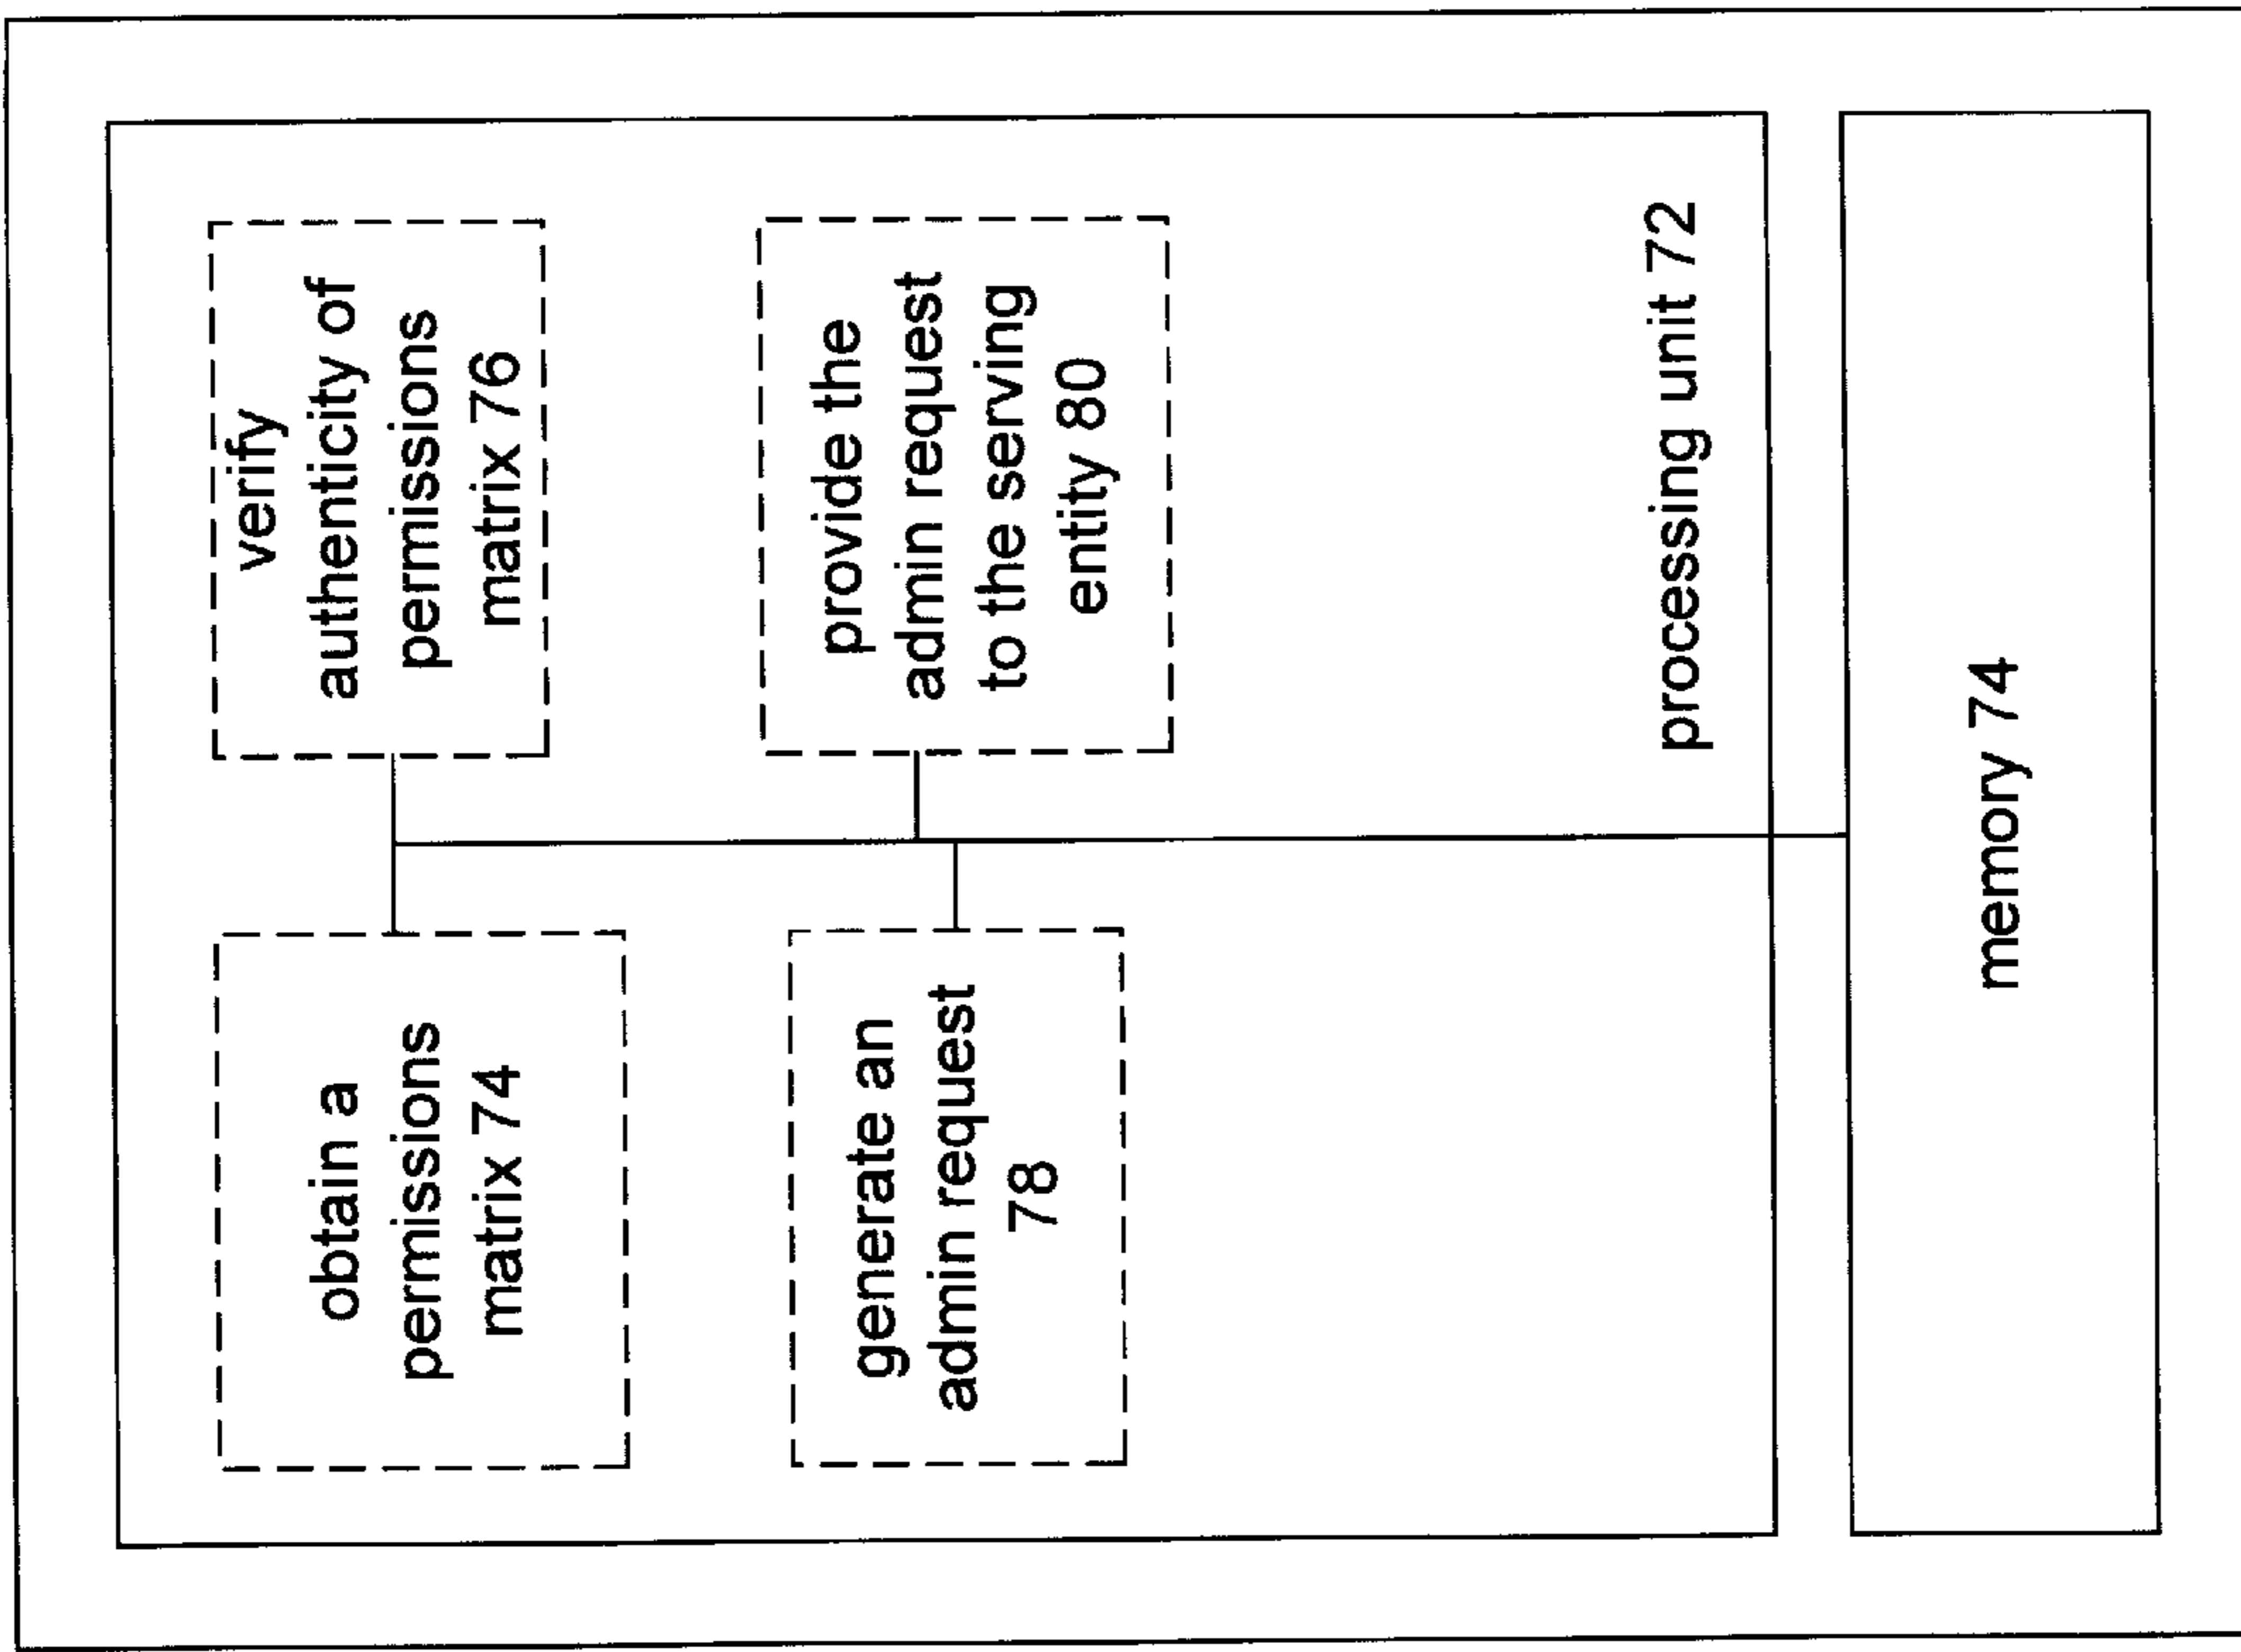 obtain a
permissions
matrix 74
verify
authenticity of
permissions
matrix 76
generate an
admin request
78
provide the
admin request
to the serving
entity 80
processing unit 72
memory 74